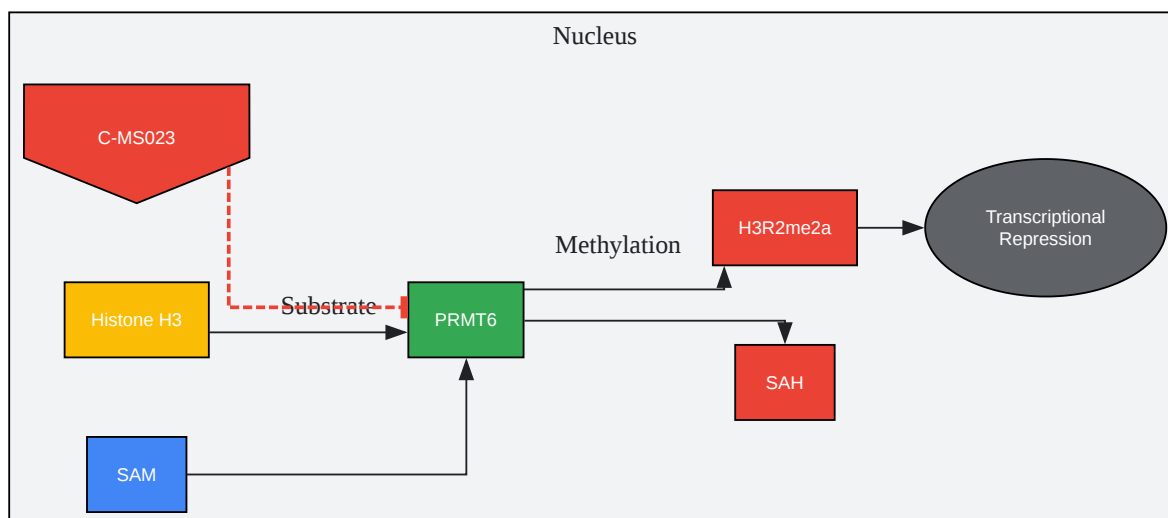 Nucleus
C-MS023
H3R2me2a
Transcriptional
Repression
Methylation
Substrate
Histone H3
PRMT6
SAH
SAM